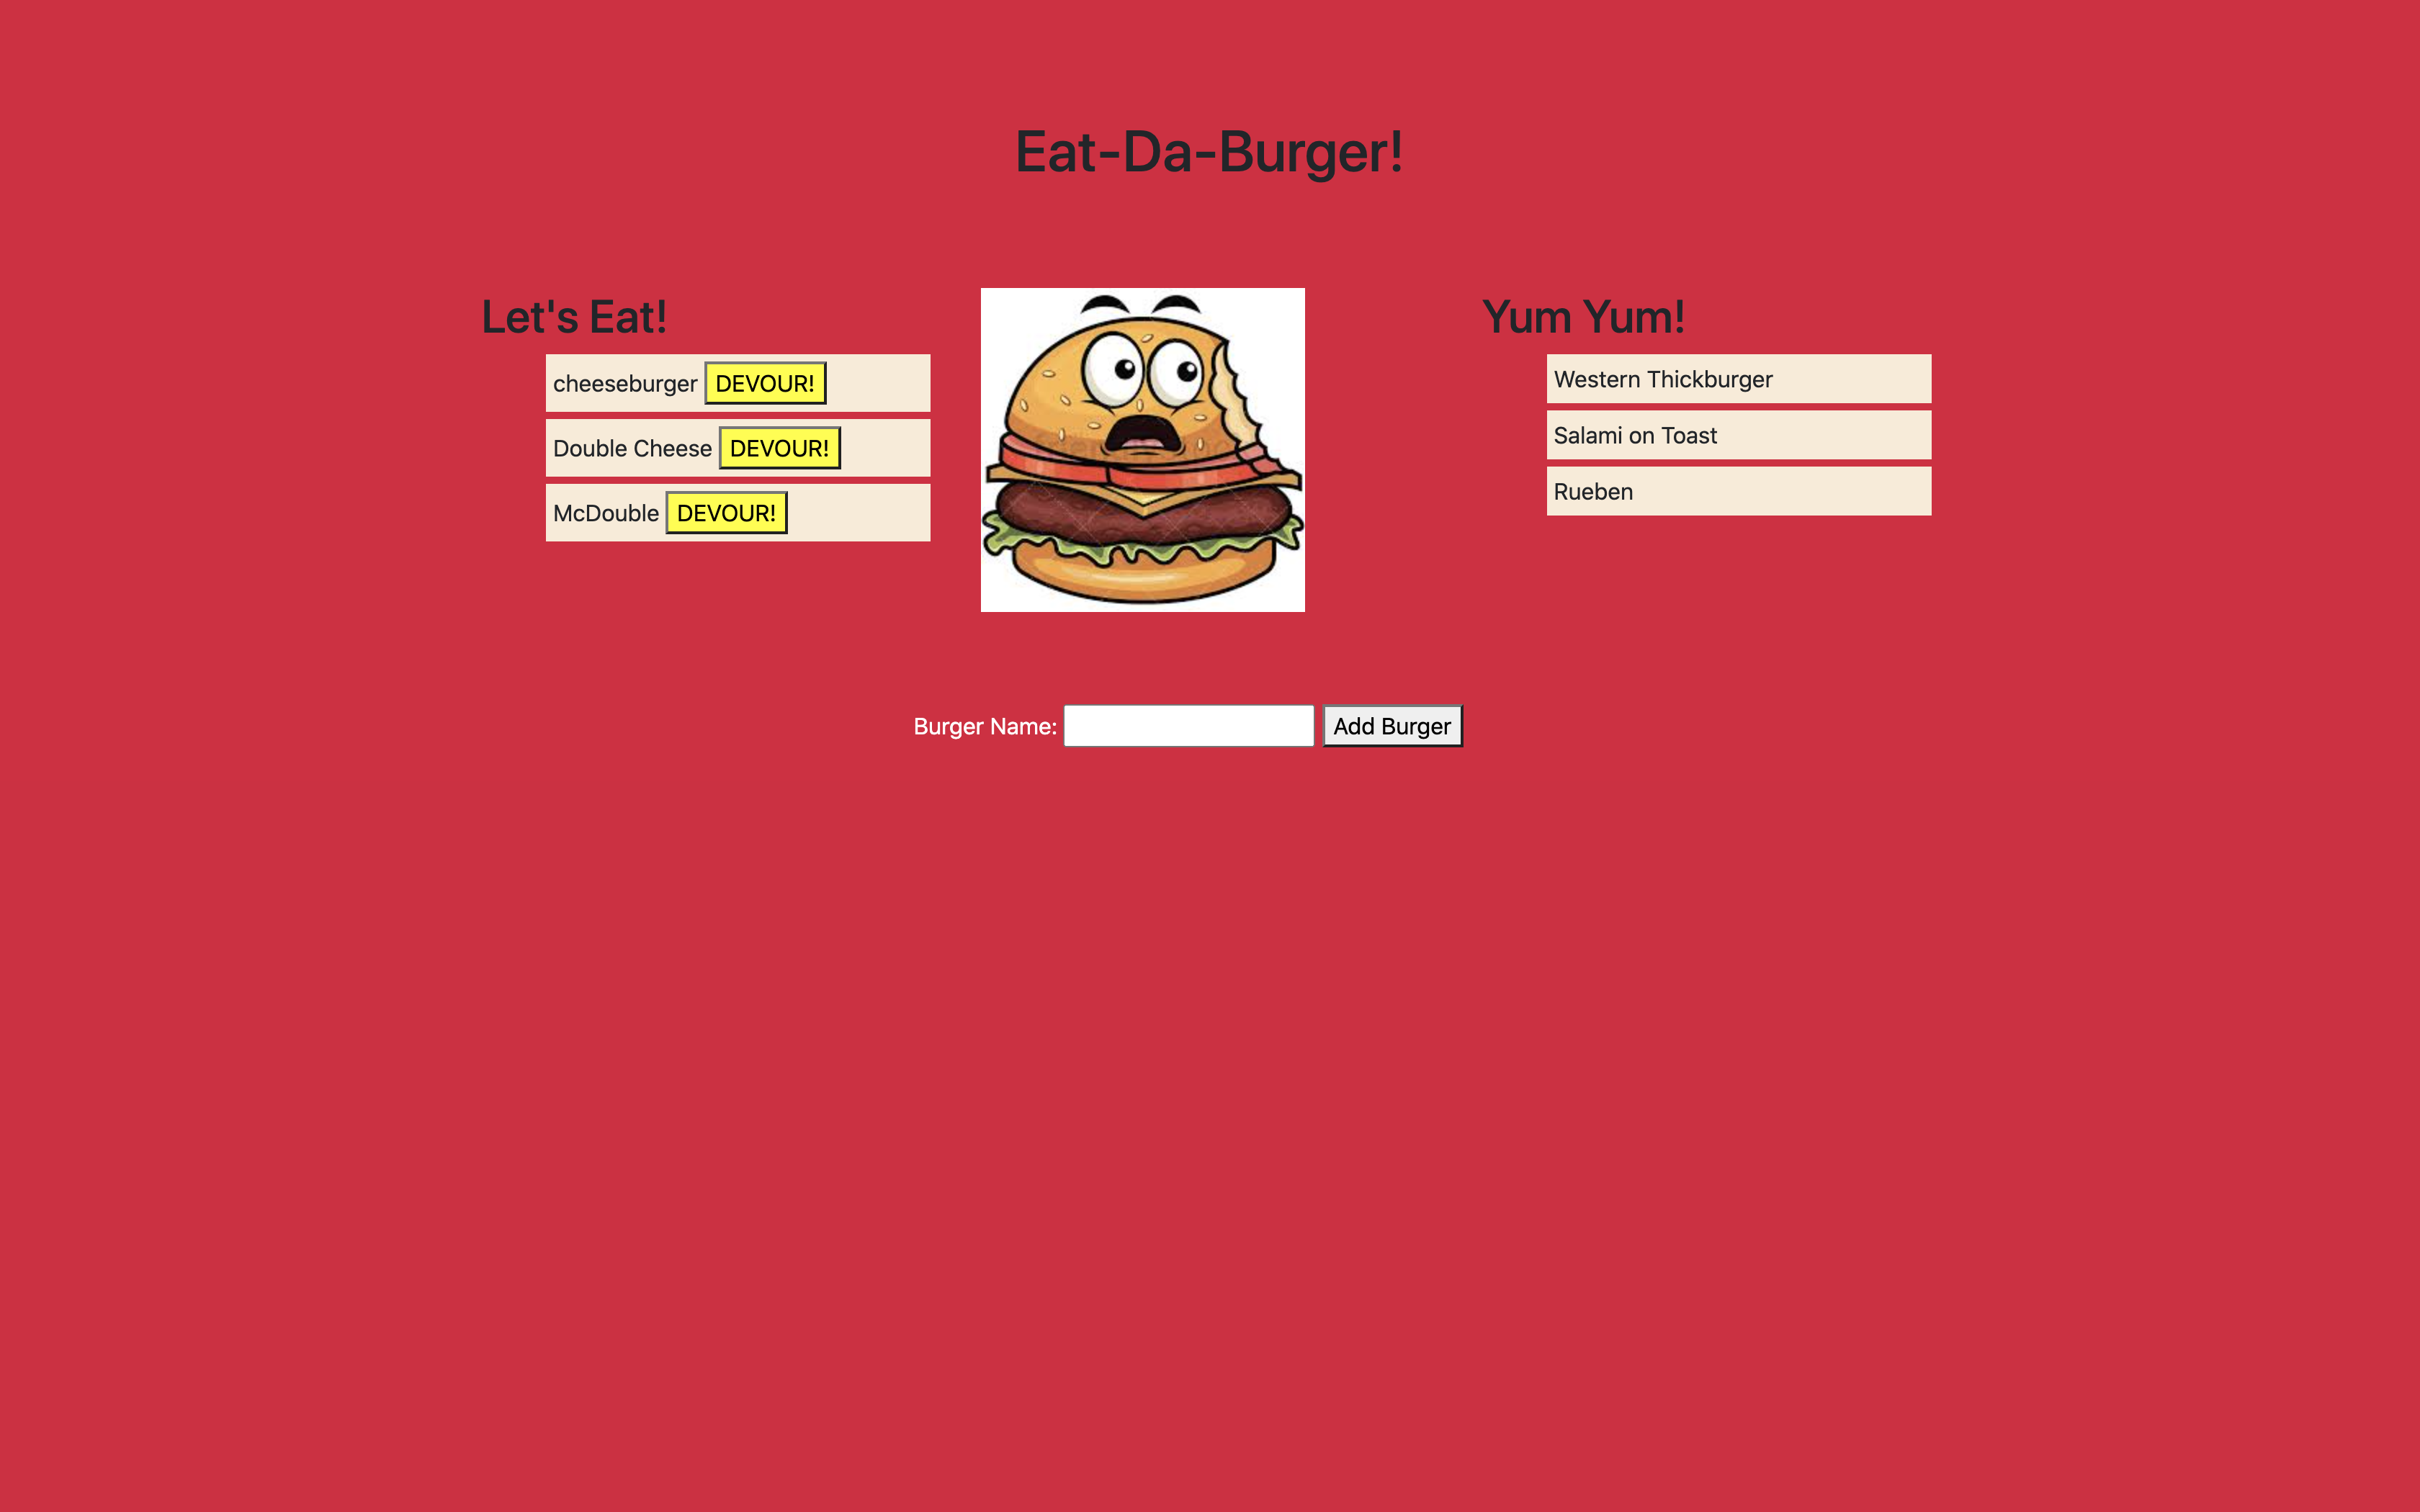 Eat-Da-Burger!
Let's Eat!
cheeseburger DEVOUR!
Double Cheese DEVOUR!
McDouble DEVOUR!
Yum Yum!
Western Thickburger
Salami on Toast
Rueben
Burger Name: Add Burger